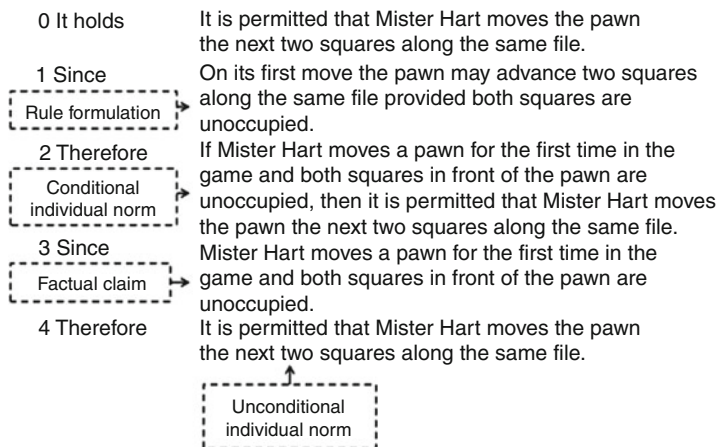 0 It holds It is permitted that Mister Hart moves the pawn
the next two squares along the same file.
1 Since On its first move the pawn may advance two squares
Rule formulation along the same file provided both squares are
unoccupied.
2 Therefore If Mister Hart moves a pawn for the first time in the
Conditional game and both squares in front of the pawn are
individual norm unoccupied, then it is permitted that Mister Hart moves
the pawn the next two squares along the same file.
3 Since Mister Hart moves a pawn for the first time in the
Factual claim game and both squares in front of the pawn are
unoccupied.
4 Therefore It is permitted that Mister Hart moves the pawn
the next two squares along the same file.
Unconditional
individual norm